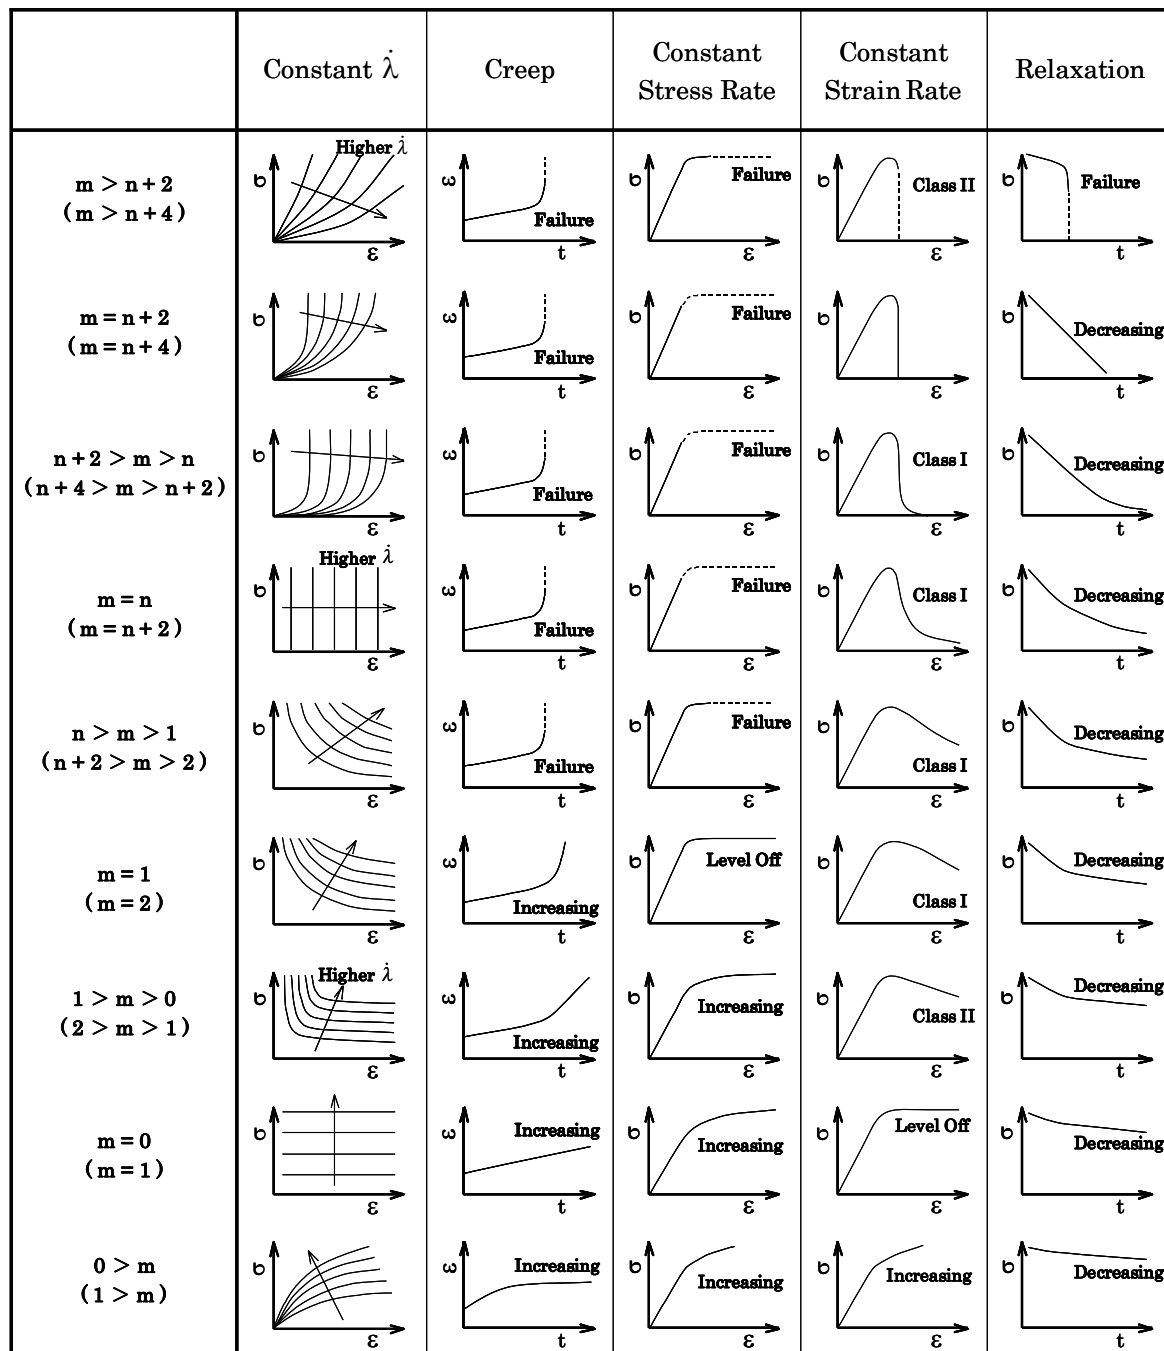 Constant λ̇
Creep
Constant
Stress Rate
Constant
Strain Rate
Relaxation
m > n + 2
( m > n + 4 )
Higher λ̇
σ
ε
ε
Failure
t
σ
Failure
ε
σ
Class II
ε
σ
Failure
t
m = n + 2
( m = n + 4 )
σ
ε
ε
Failure
t
σ
Failure
ε
σ
ε
σ
Decreasing
t
n + 2 > m > n
( n + 4 > m > n + 2 )
σ
ε
ε
Failure
t
σ
Failure
ε
σ
Class I
ε
σ
Decreasing
t
m = n
( m = n + 2 )
Higher λ̇
σ
ε
ε
Failure
t
σ
Failure
ε
σ
Class I
ε
σ
Decreasing
t
n > m > 1
( n + 2 > m > 2 )
σ
ε
ε
Failure
t
σ
Failure
ε
σ
Class I
ε
σ
Decreasing
t
m = 1
( m = 2 )
σ
ε
ε
Increasing
t
σ
Level Off
ε
σ
Class I
ε
σ
Decreasing
t
1 > m > 0
( 2 > m > 1 )
Higher λ̇
σ
ε
ε
Increasing
t
σ
Increasing
ε
σ
Class II
ε
σ
Decreasing
t
m = 0
( m = 1 )
σ
ε
ε
Increasing
t
σ
Increasing
ε
σ
Level Off
ε
σ
Decreasing
t
0 > m
( 1 > m )
σ
ε
ε
Increasing
t
σ
Increasing
ε
σ
Increasing
ε
σ
Decreasing
t